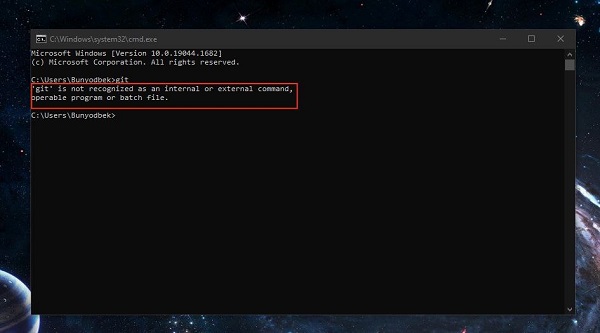 C:\Windows\system32\cmd.exe
Microsoft Windows [Version 10.0.19044.1682]
(c) Microsoft Corporation. All rights reserved.
C:\Users\Bunyodbek>git
'git' is not recognized as an internal or external command,
operable program or batch file.
C:\Users\Bunyodbek>